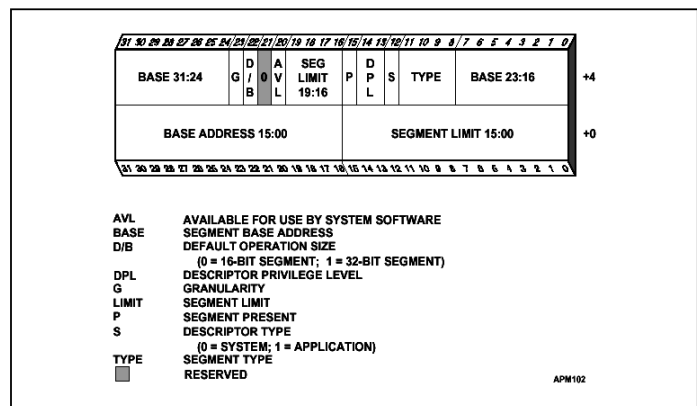 31 30 29 28 27 26 25 24 23 22 21 20 19 18 17 16 15 14 13 12 11 10 9 8 7 6 5 4 3 2 1 0
BASE 31:24 G D/B 0 AVL SEG LIMIT 19:16 P DPL S TYPE BASE 23:16 +4
BASE ADDRESS 15:00 SEGMENT LIMIT 15:00 +0
31 30 29 28 27 26 25 24 23 22 21 20 19 18 17 16 15 14 13 12 11 10 9 8 7 6 5 4 3 2 1 0
AVL AVAILABLE FOR USE BY SYSTEM SOFTWARE
BASE SEGMENT BASE ADDRESS
D/B DEFAULT OPERATION SIZE
(0 = 16-BIT SEGMENT; 1 = 32-BIT SEGMENT)
DPL DESCRIPTOR PRIVILEGE LEVEL
G GRANULARITY
LIMIT SEGMENT LIMIT
P SEGMENT PRESENT
S DESCRIPTOR TYPE
(0 = SYSTEM; 1 = APPLICATION)
TYPE SEGMENT TYPE
RESERVED
APM102